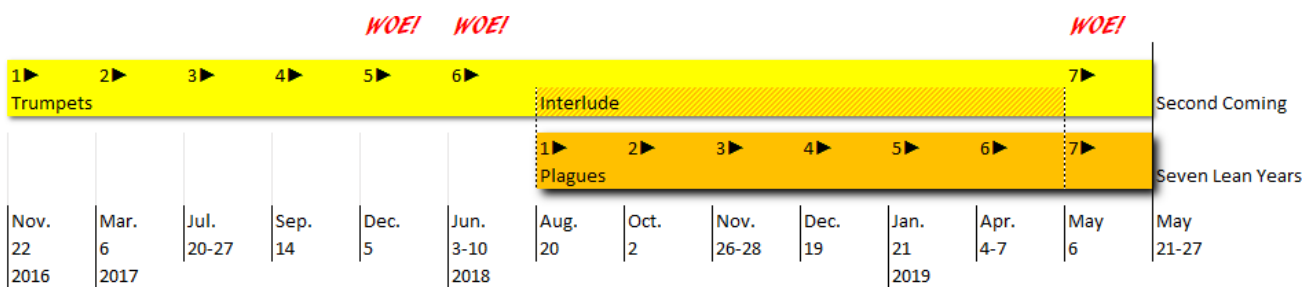 WOE! WOE! WOE!
1► 2► 3► 4► 5► 6► 7►
Trumpets Interlude Second Coming
1► 2► 3► 4► 5► 6► 7►
Plagues Seven Lean Years
Nov. Mar. Jul. Sep. Dec. Jun. Aug. Oct. Nov. Dec. Jan. Apr. May May
22 6 20-27 14 5 3-10 20 2 26-28 19 21 4-7 6 21-27
2016 2017 2018 2019